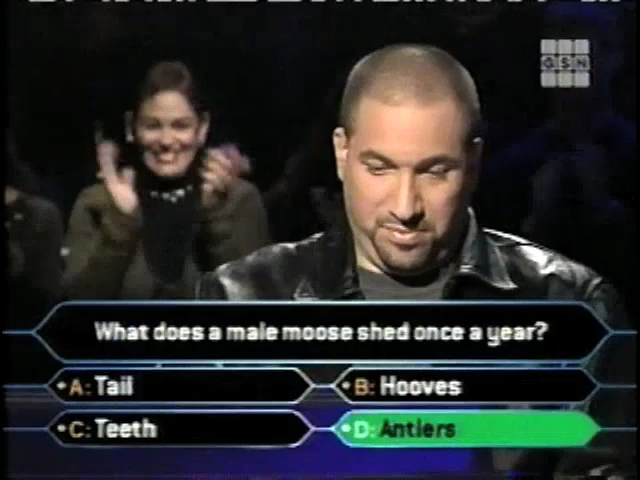 GSN
What does a male moose shed once a year?
A: Tail
B: Hooves
C: Teeth
D: Antlers